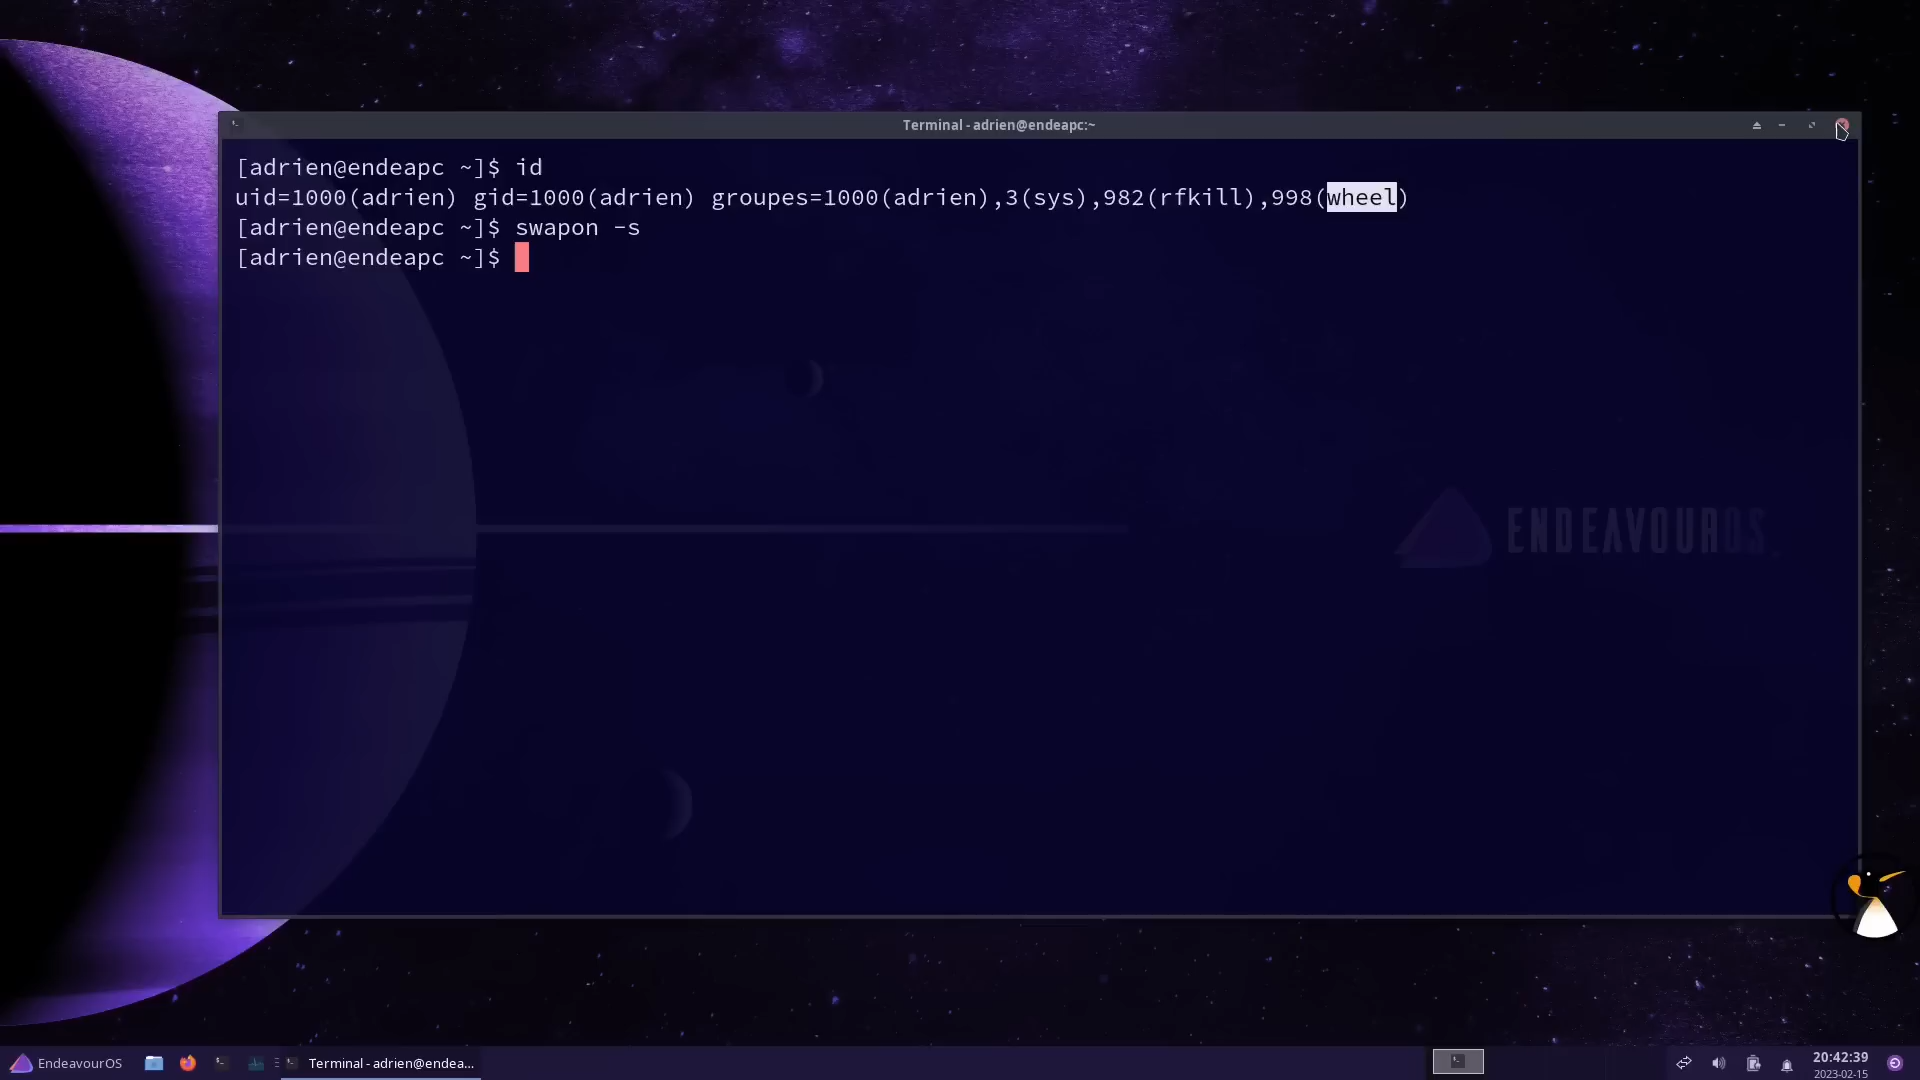 Terminal - adrien@endeapc:~
[adrien@endeapc ~]$ id
uid=1000(adrien) gid=1000(adrien) groupes=1000(adrien),3(sys),982(rfkill),998(wheel)
[adrien@endeapc ~]$ swapon -s
[adrien@endeapc ~]$
ENDEAVOUROS
EndeavourOS
Terminal - adrien@endea...
20:42:39
2023-02-15